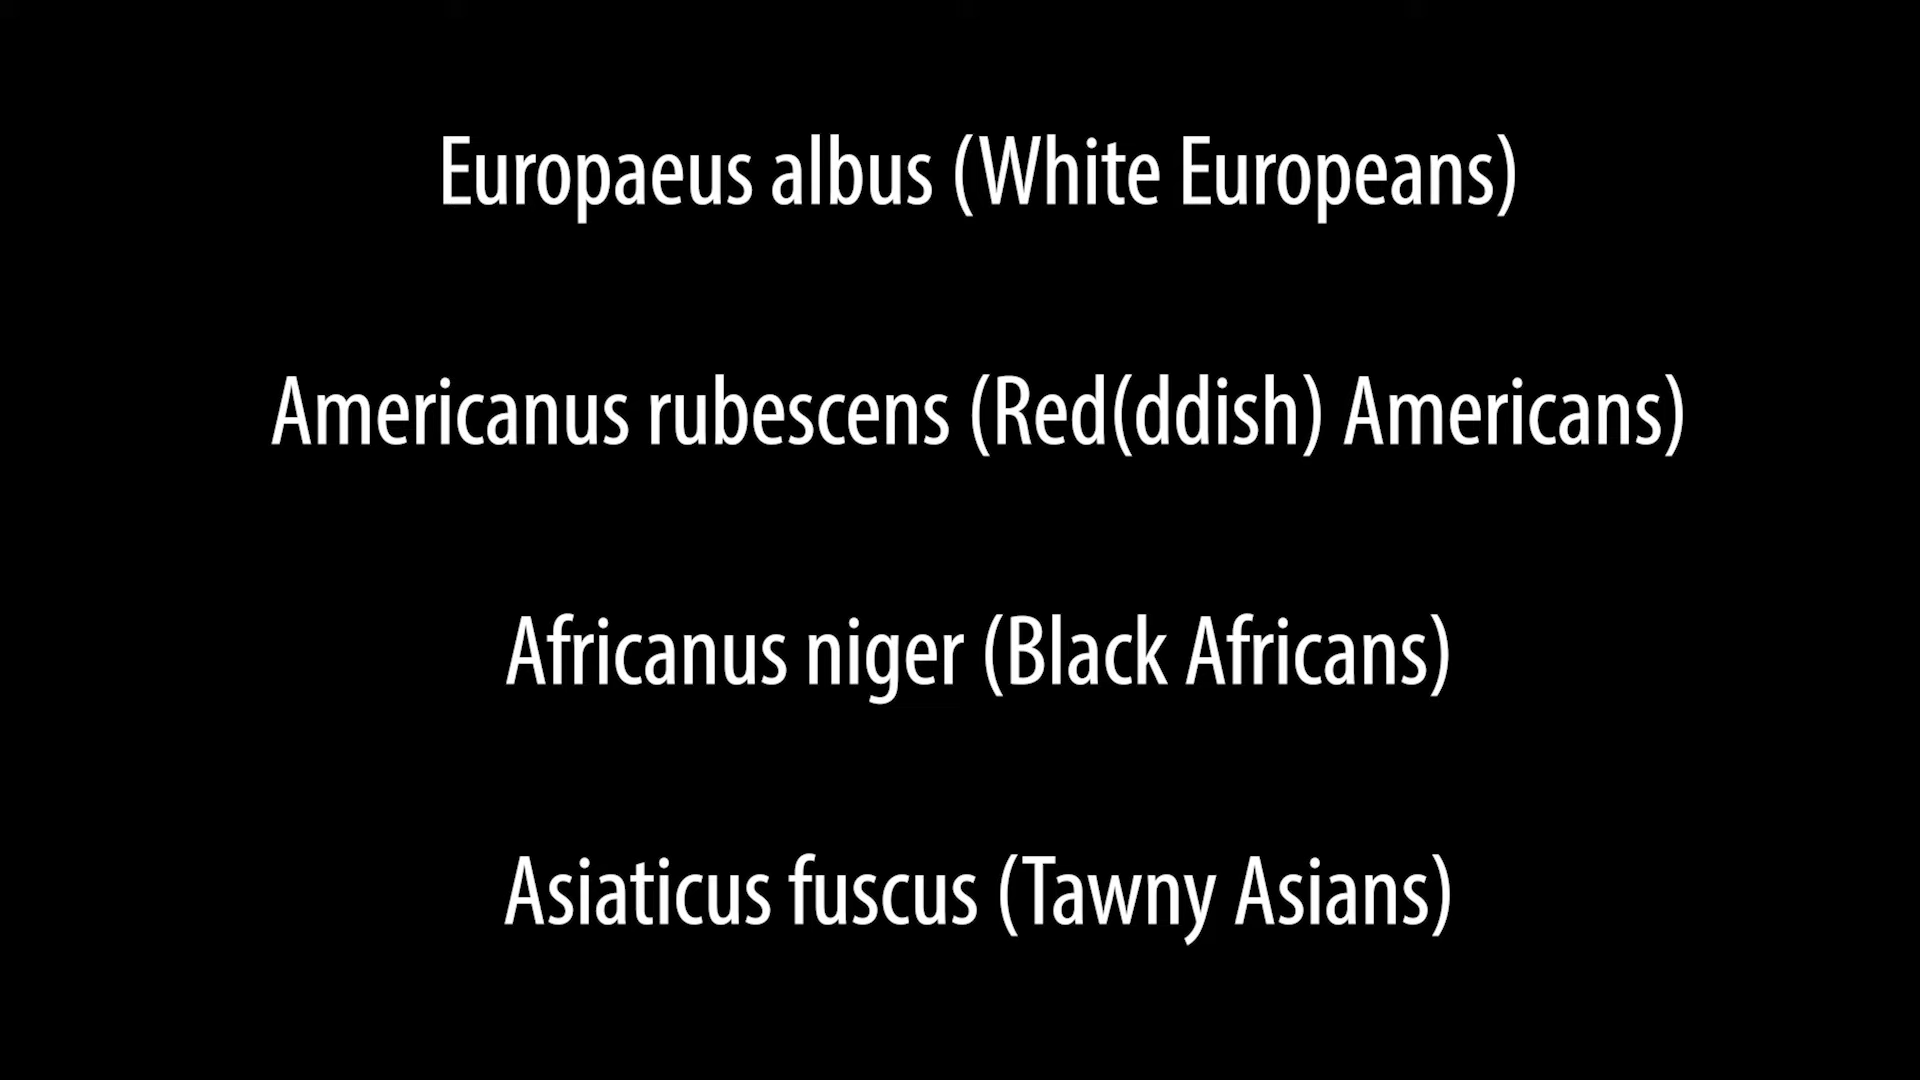 Europaeus albus (White Europeans)
Americanus rubescens (Red(ddish) Americans)
Africanus niger (Black Africans)
Asiaticus fuscus (Tawny Asians)